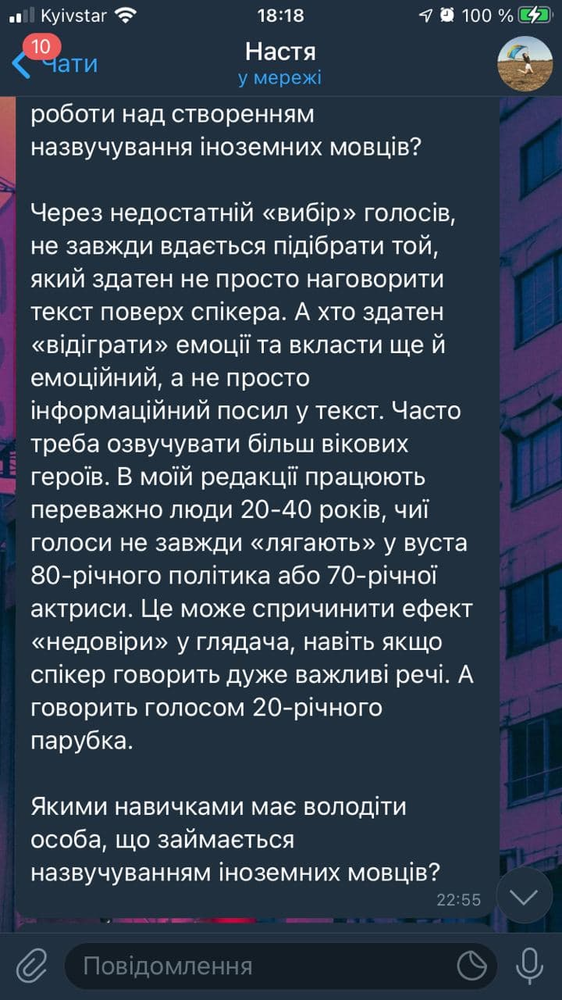 Kyivstar 18:18 100 %
10
Чати
Настя
у мережі
роботи над створенням
назвучування іноземних мовців?
Через недостатній «вибір» голосів,
не завжди вдається підібрати той,
який здатен не просто наговорити
текст поверх спікера. А хто здатен
«відіграти» емоції та вкласти ще й
емоційний, а не просто
інформаційний посил у текст. Часто
треба озвучувати більш вікових
героїв. В моїй редакції працюють
переважно люди 20-40 років, чиї
голоси не завжди «лягають» у вуста
80-річного політика або 70-річної
актриси. Це може спричинити ефект
«недовіри» у глядача, навіть якщо
спікер говорить дуже важливі речі. А
говорить голосом 20-річного
парубка.
Якими навичками має володіти
особа, що займається
назвучуванням іноземних мовців?
22:55
Повідомлення